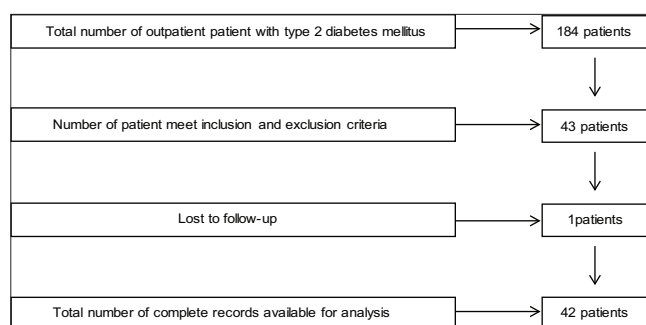 Total number of outpatient patient with type 2 diabetes mellitus
184 patients
Number of patient meet inclusion and exclusion criteria
43 patients
Lost to follow-up
1patients
Total number of complete records available for analysis
42 patients